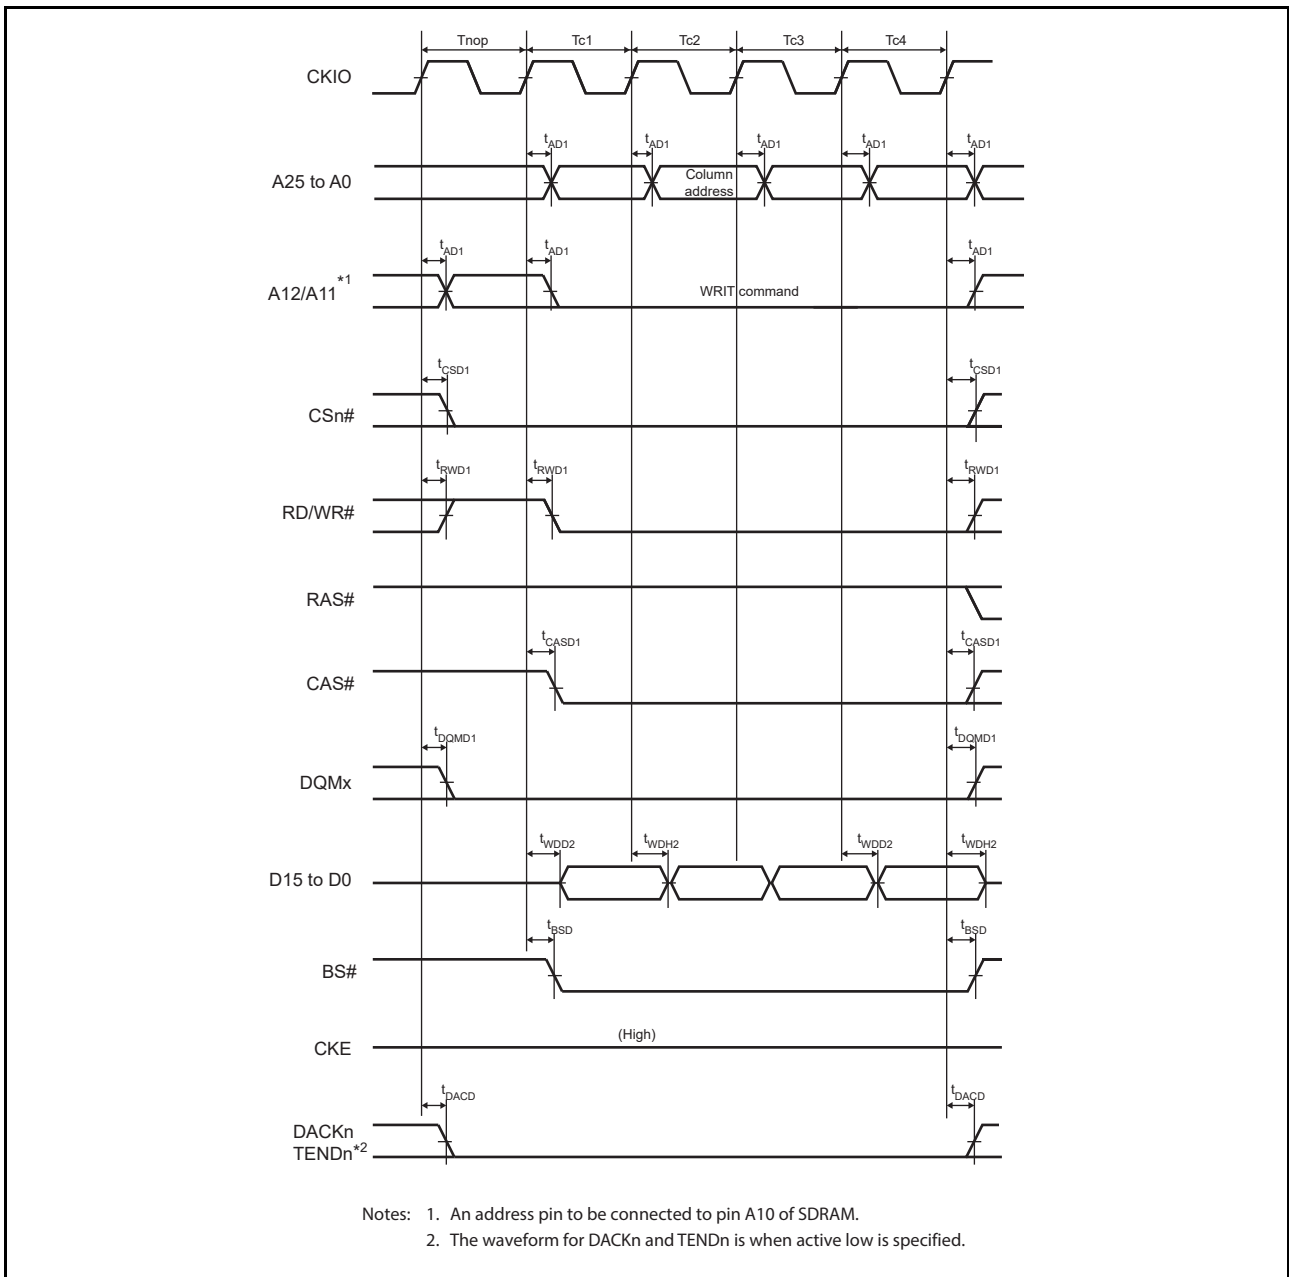 Tnop Tc1 Tc2 Tc3 Tc4
CKIO
tAD1 tAD1 tAD1 tAD1 tAD1
A25 to A0
Column
address
tAD1 tAD1 tAD1
A12/A11*1
WRIT command
tCSD1 tCSD1
CSn#
tRWD1 tRWD1 tRWD1
RD/WR#
RAS#
tCASD1 tCASD1
CAS#
tDQMD1 tDQMD1
DQMx
tWDD2 tWDH2 tWDD2 tWDH2
D15 to D0
tBSD tBSD
BS#
(High)
CKE
tDACD tDACD
DACKn
TENDn*2
Notes: 1. An address pin to be connected to pin A10 of SDRAM.
2. The waveform for DACKn and TENDn is when active low is specified.